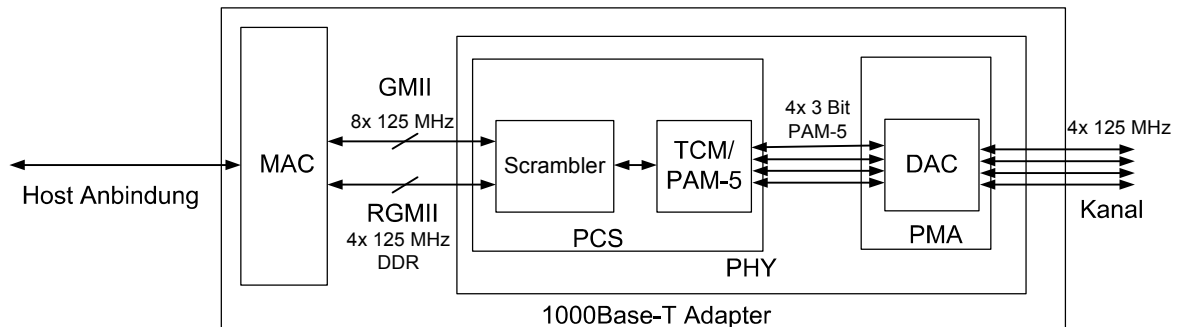 GMII
8x 125 MHz
4x 3 Bit
PAM-5
4x 125 MHz
MAC
Scrambler
TCM/
PAM-5
DAC
Host Anbindung
RGMII
4x 125 MHz
DDR
PCS
PMA
Kanal
PHY
1000Base-T Adapter